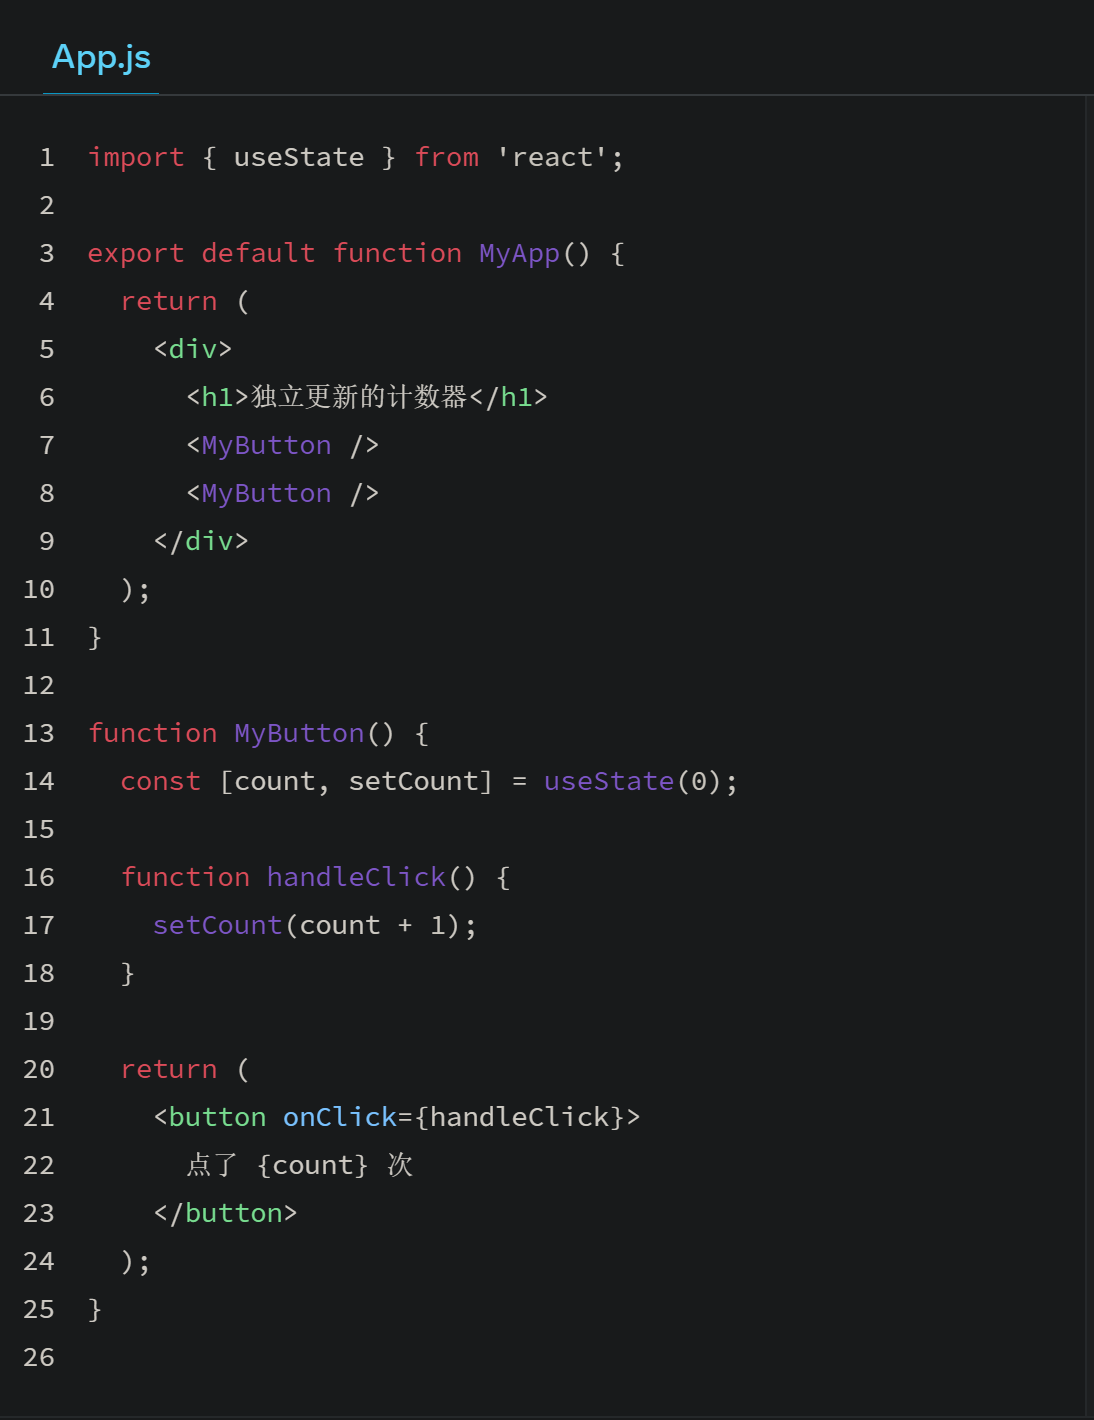 App.js
1 import { useState } from 'react';
2
3 export default function MyApp() {
4   return (
5     <div>
6       <h1>独立更新的计数器</h1>
7       <MyButton />
8       <MyButton />
9     </div>
10   );
11 }
12
13 function MyButton() {
14   const [count, setCount] = useState(0);
15
16   function handleClick() {
17     setCount(count + 1);
18   }
19
20   return (
21     <button onClick={handleClick}>
22       点了 {count} 次
23     </button>
24   );
25 }
26